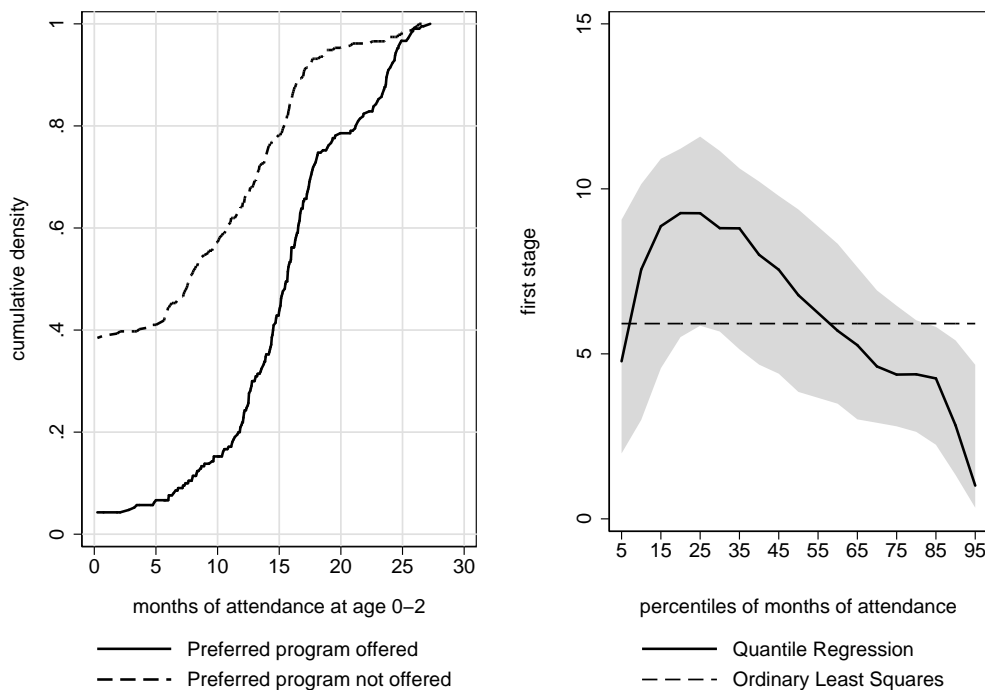 1
.8
.6
.4
.2
0
cumulative density
0 5 10 15 20 25 30
months of attendance at age 0–2
Preferred program offered
Preferred program not offered
15
10
5
0
first stage
5 15 25 35 45 55 65 75 85 95
percentiles of months of attendance
Quantile Regression
Ordinary Least Squares